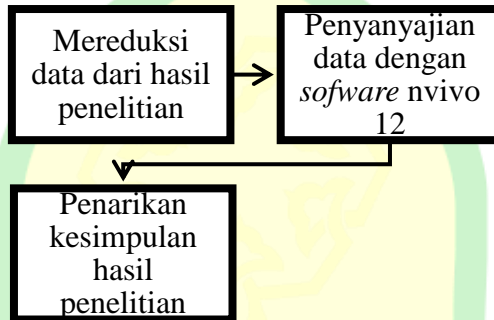 Mereduksi
data dari hasil
penelitian
Penyanyajian
data dengan
sofware nvivo
12
Penarikan
kesimpulan
hasil
penelitian